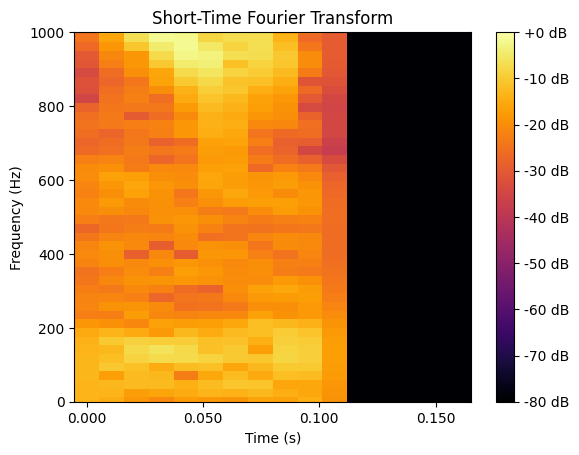 Short-Time Fourier Transform
1000
800
600
400
200
0
Frequency (Hz)
0.000
0.050
0.100
0.150
Time (s)
+0 dB
-10 dB
-20 dB
-30 dB
-40 dB
-50 dB
-60 dB
-70 dB
-80 dB